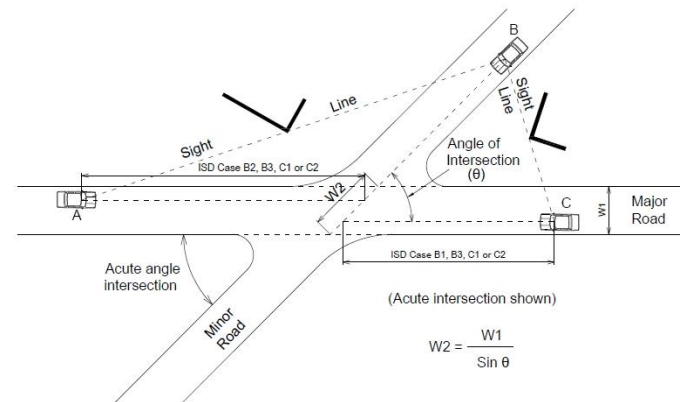 B
Sight
Line
Sight
Line
Angle of
Intersection
(θ)
ISD Case B2, B3, C1 or C2
W2
A
C
W1
Major
Road
ISD Case B1, B3, C1 or C2
Acute angle
intersection
(Acute intersection shown)
Minor
Road
W2 = W1
Sin θ